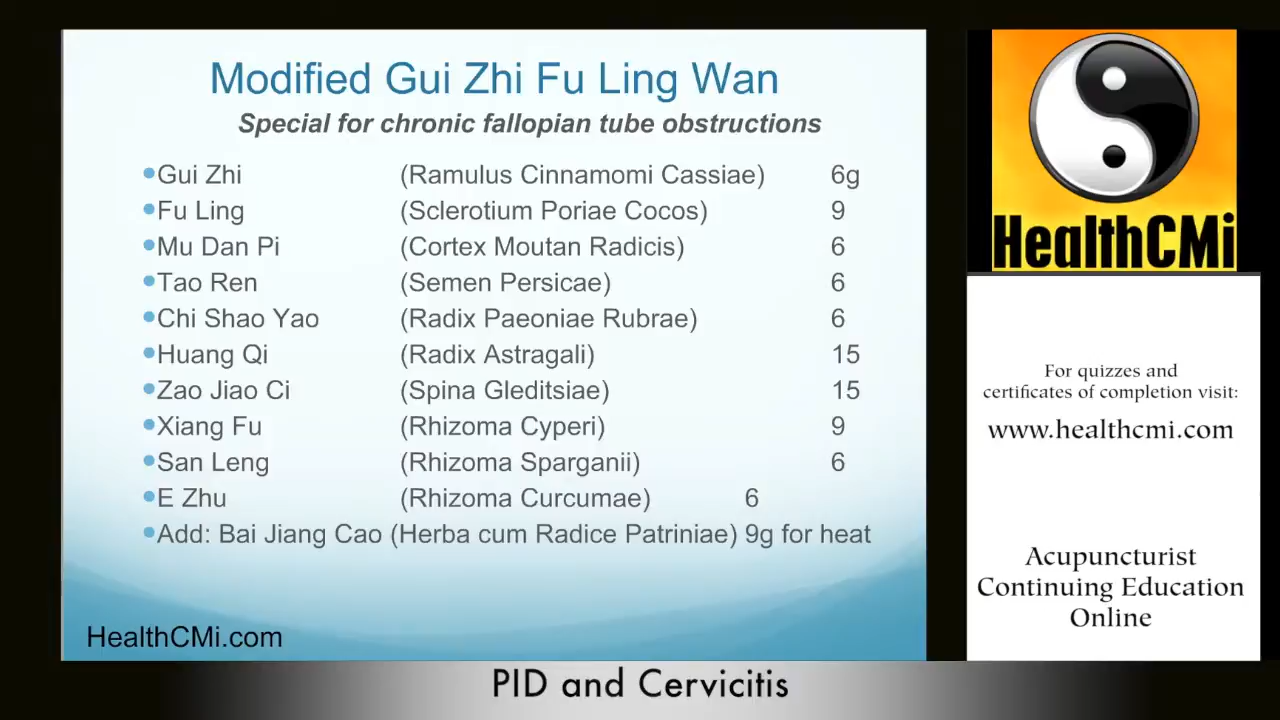 Modified Gui Zhi Fu Ling Wan
Special for chronic fallopian tube obstructions
•Gui Zhi (Ramulus Cinnamomi Cassiae) 6g
•Fu Ling (Sclerotium Poriae Cocos) 9
•Mu Dan Pi (Cortex Moutan Radicis) 6
•Tao Ren (Semen Persicae) 6
•Chi Shao Yao (Radix Paeoniae Rubrae) 6
•Huang Qi (Radix Astragali) 15
•Zao Jiao Ci (Spina Gleditsiae) 15
•Xiang Fu (Rhizoma Cyperi) 9
•San Leng (Rhizoma Sparganii) 6
•E Zhu (Rhizoma Curcumae) 6
•Add: Bai Jiang Cao (Herba cum Radice Patriniae) 9g for heat
HealthCMi.com
HealthCMi
For quizzes and
certificates of completion visit:
www.healthcmi.com
Acupuncturist
Continuing Education
Online
PID and Cervicitis